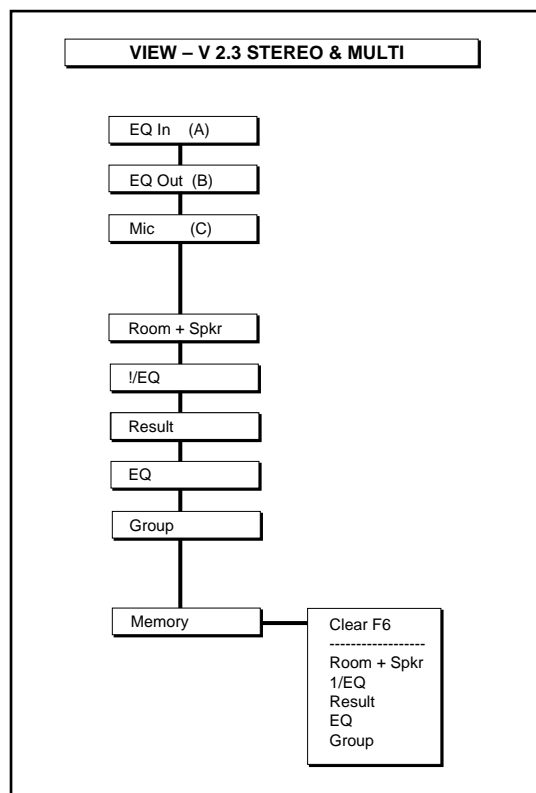 VIEW – V 2.3 STEREO & MULTI
EQ In (A)
EQ Out (B)
Mic (C)
Room + Spkr
!/EQ
Result
EQ
Group
Memory
Clear F6
------------------
Room + Spkr
1/EQ
Result
EQ
Group